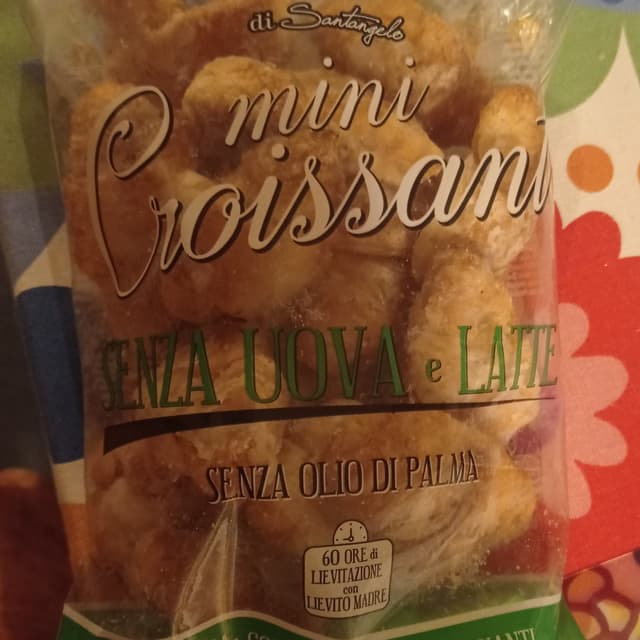 di Santangelo
mini
Croissant
SENZA UOVA e LATTE
SENZA OLIO DI PALMA
60 ORE di
LIEVITAZIONE
con
LIEVITO MADRE